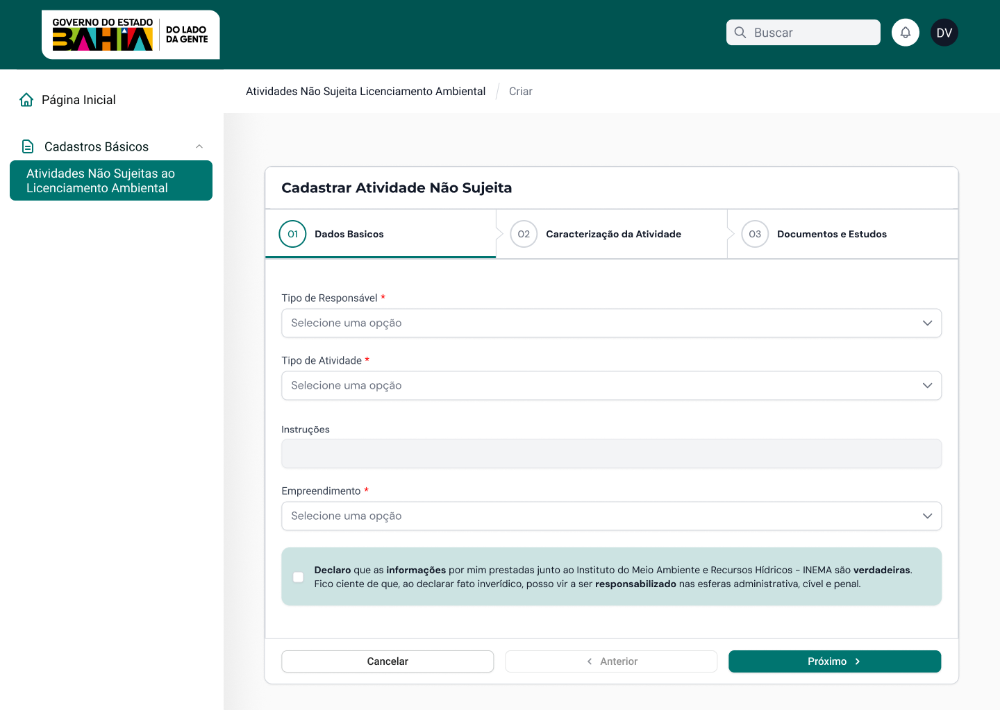 GOVERNO DO ESTADO
BAHIA
DO LADO
DA GENTE
Buscar
DV
Página Inicial
Cadastros Básicos
Atividades Não Sujeitas ao
Licenciamento Ambiental
Atividades Não Sujeita Licenciamento Ambiental / Criar
Cadastrar Atividade Não Sujeita
01 Dados Basicos
02 Caracterização da Atividade
03 Documentos e Estudos
Tipo de Responsável *
Selecione uma opção
Tipo de Atividade *
Selecione uma opção
Instruções
Empreendimento *
Selecione uma opção
Declaro que as informações por mim prestadas junto ao Instituto do Meio Ambiente e Recursos Hídricos - INEMA são verdadeiras.
Fico ciente de que, ao declarar fato inverídico, posso vir a ser responsabilizado nas esferas administrativa, cível e penal.
Cancelar
Anterior
Próximo